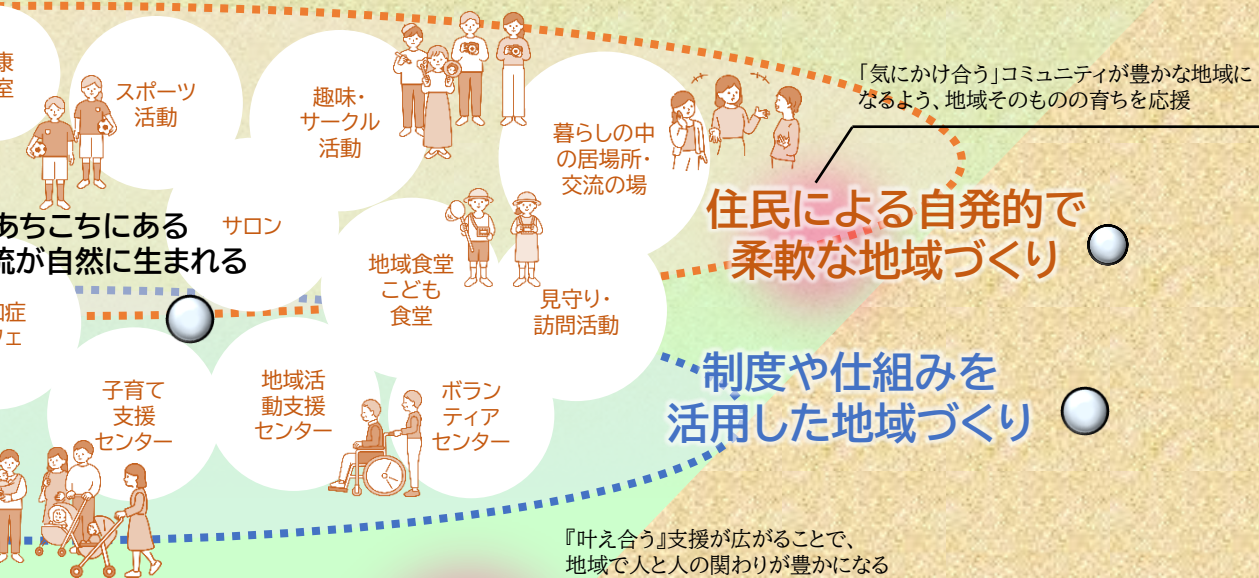 康
室
スポーツ
活動
趣味・
サークル
活動
暮らしの中
の居場所・
交流の場
「気にかけ合う」コミュニティが豊かな地域に
なるよう、地域そのものの育ちを応援
住民による自発的で
柔軟な地域づくり
あちこちにある
流が自然に生まれる
サロン
地域食堂
こども
食堂
見守り・
訪問活動
知症
フェ
子育て
支援
センター
地域活
動支援
センター
ボラン
ティア
センター
制度や仕組みを
活用した地域づくり
『叶え合う』支援が広がることで、
地域で人と人の関わりが豊かになる